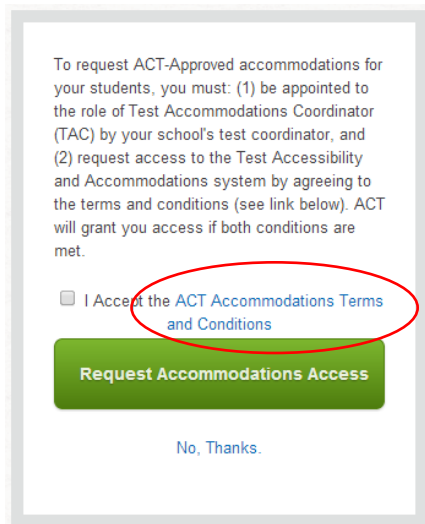 To request ACT-Approved accommodations for
your students, you must: (1) be appointed to
the role of Test Accommodations Coordinator
(TAC) by your school's test coordinator, and
(2) request access to the Test Accessibility
and Accommodations system by agreeing to
the terms and conditions (see link below). ACT
will grant you access if both conditions are
met.
I Accept the ACT Accommodations Terms
and Conditions
Request Accommodations Access
No, Thanks.